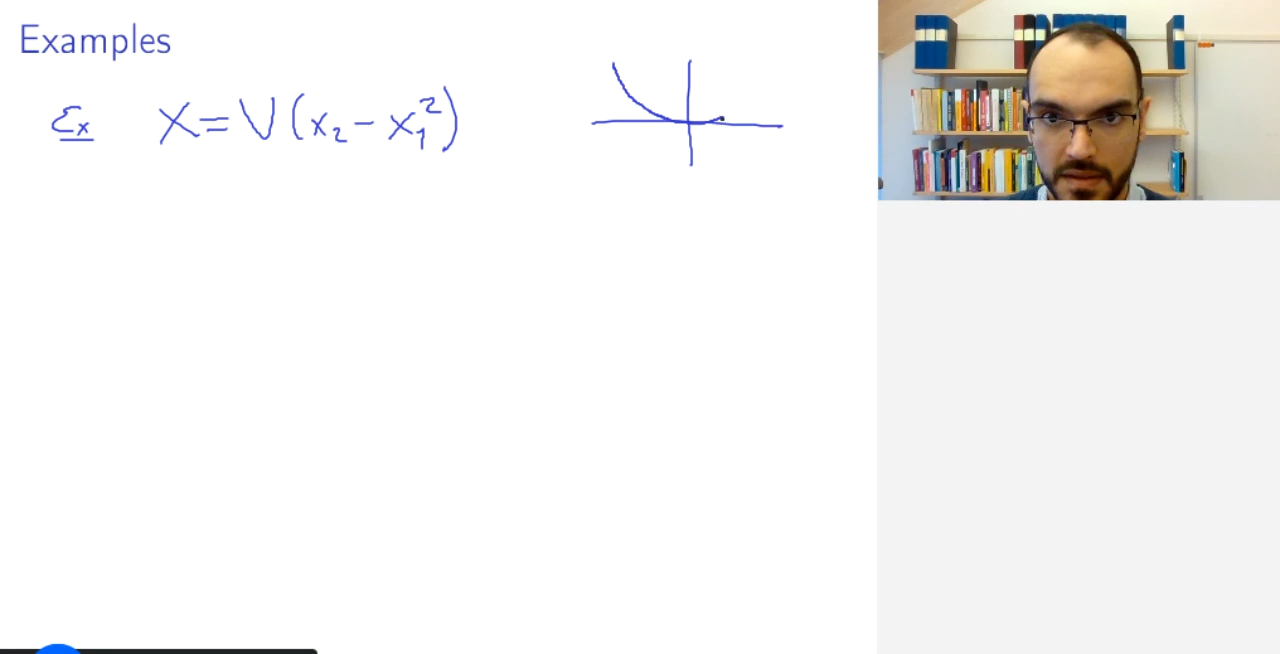 Examples
Ex X = V(x₂ - x₁²)